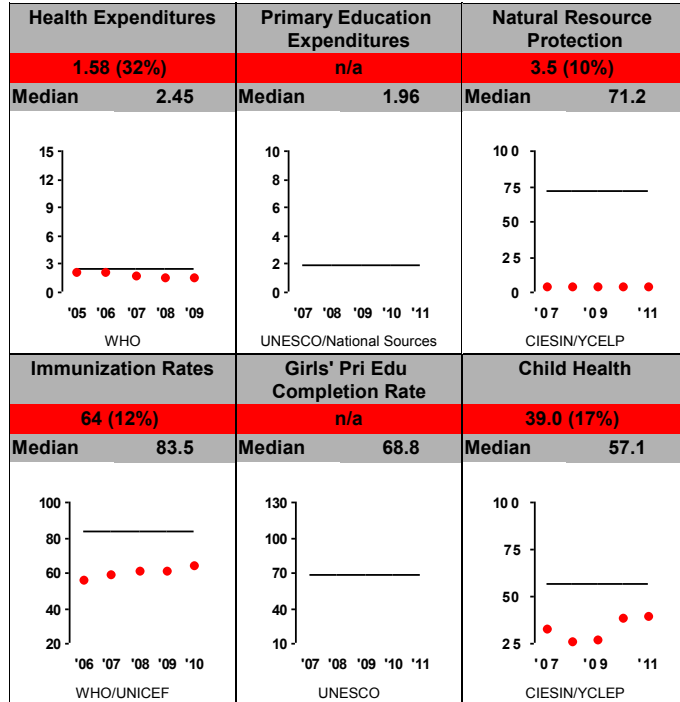 Health Expenditures
1.58 (32%)
Median 2.45
15
12
9
6
3
0
'05 '06 '07 '08 '09
WHO
Primary Education
Expenditures
n/a
Median 1.96
10
8
6
4
2
0
'07 '08 '09 '10 '11
UNESCO/National Sources
Natural Resource
Protection
3.5 (10%)
Median 71.2
10 0
75
50
25
0
' 0 7 ' 0 9 ' 11
CIESIN/YCELP
Immunization Rates
64 (12%)
Median 83.5
100
80
60
40
20
'06 '07 '08 '09 '10
WHO/UNICEF
Girls' Pri Edu
Completion Rate
n/a
Median 68.8
130
100
70
40
10
'07 '08 '09 '10 '11
UNESCO
Child Health
39.0 (17%)
Median 57.1
10 0
75
50
2 5
' 0 7 ' 0 9 ' 11
CIESIN/YCLEP